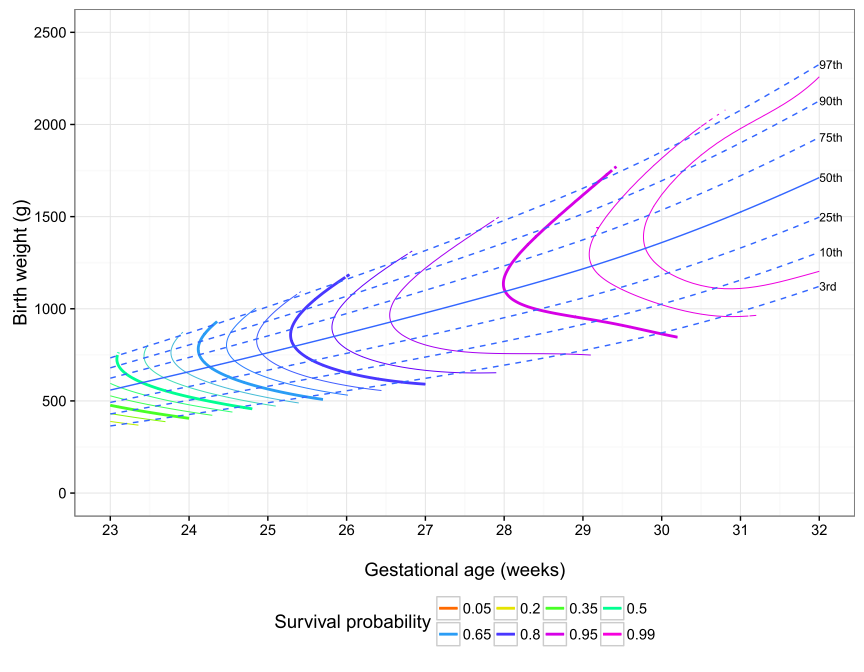 2500
2000
1500
1000
500
0
Birth weight (g)
97th
90th
75th
50th
25th
10th
3rd
23 24 25 26 27 28 29 30 31 32
Gestational age (weeks)
Survival probability
0.05 0.2 0.35 0.5
0.65 0.8 0.95 0.99